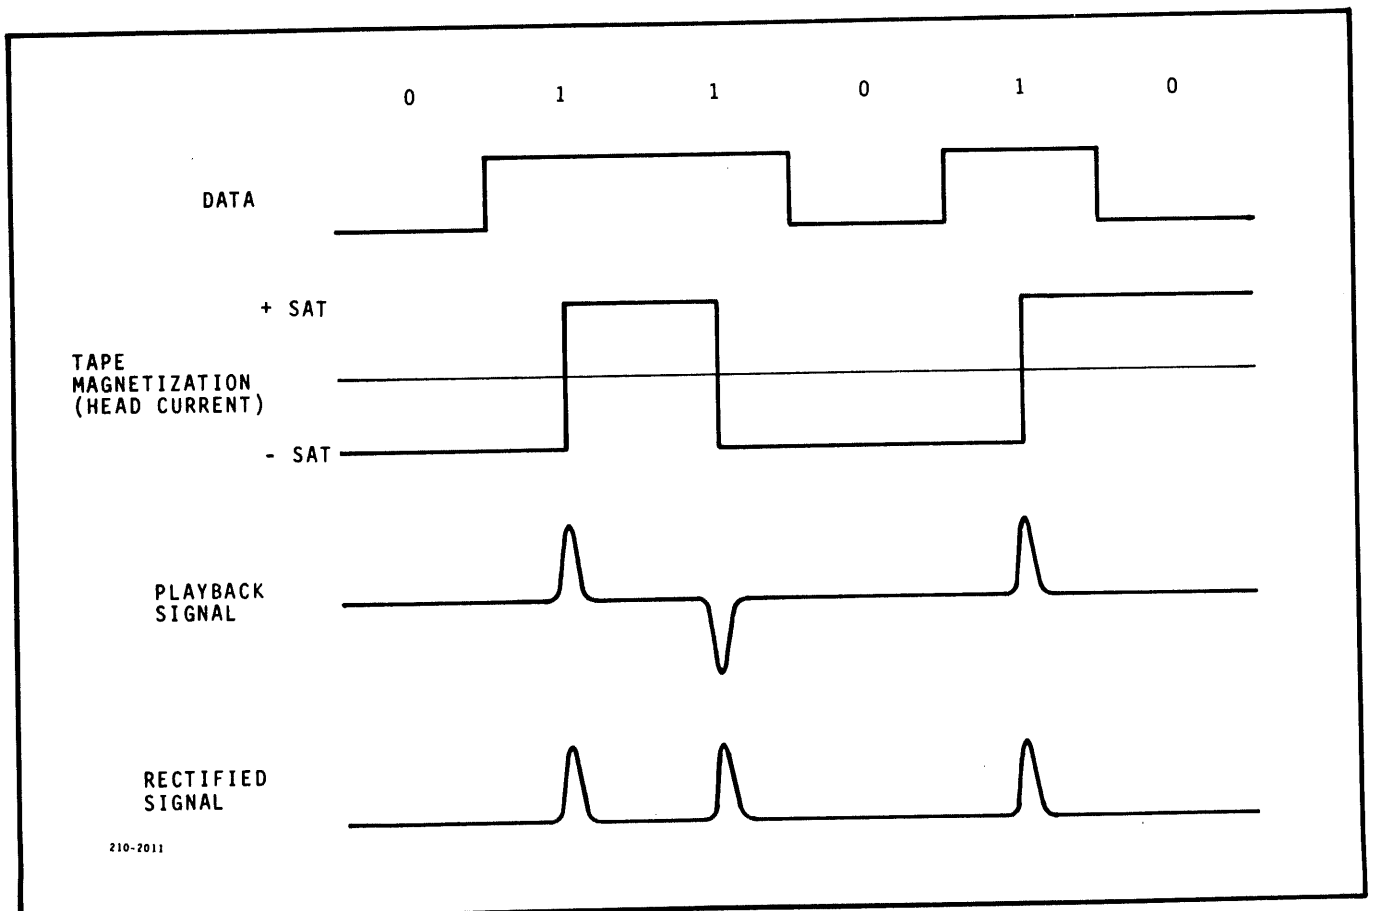 0 1 1 0 1 0
DATA
+ SAT
TAPE
MAGNETIZATION
(HEAD CURRENT)
- SAT
PLAYBACK
SIGNAL
RECTIFIED
SIGNAL
210-2011